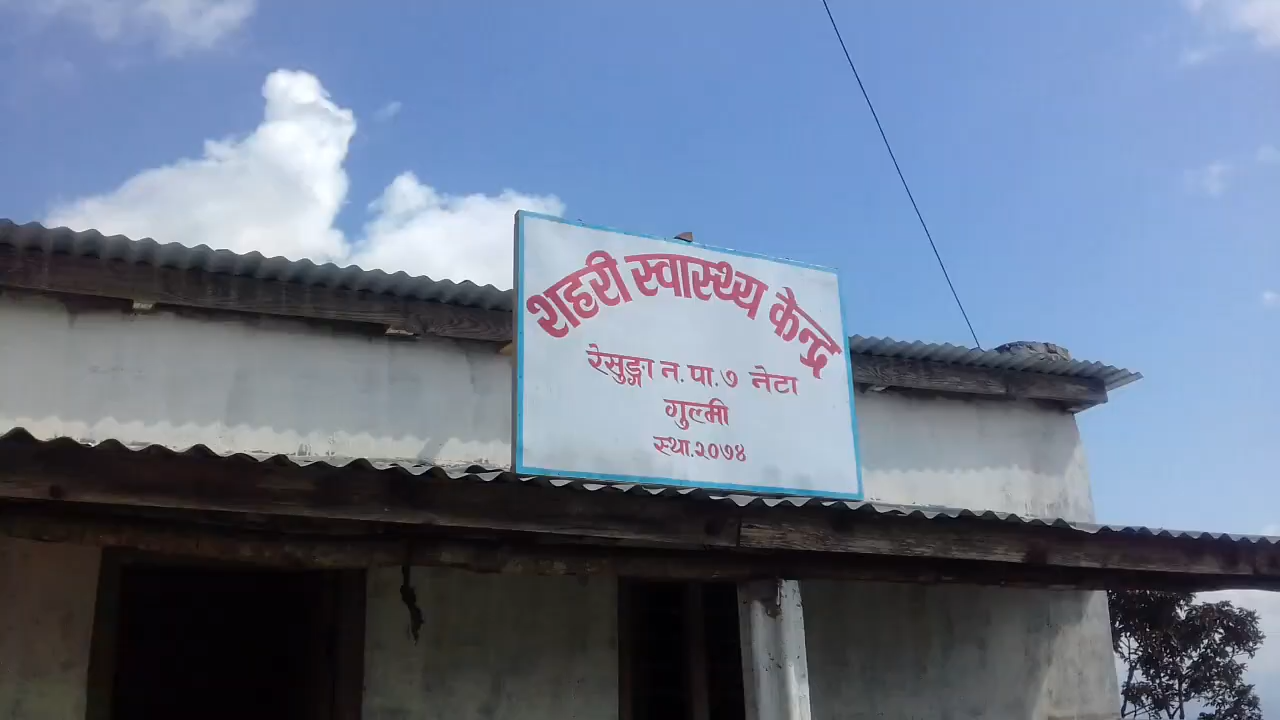 शहरी स्वास्थ्य केन्द्र
रेसुङ्गा न.पा.७ नेटा
गुल्मी
स्था.२०७४